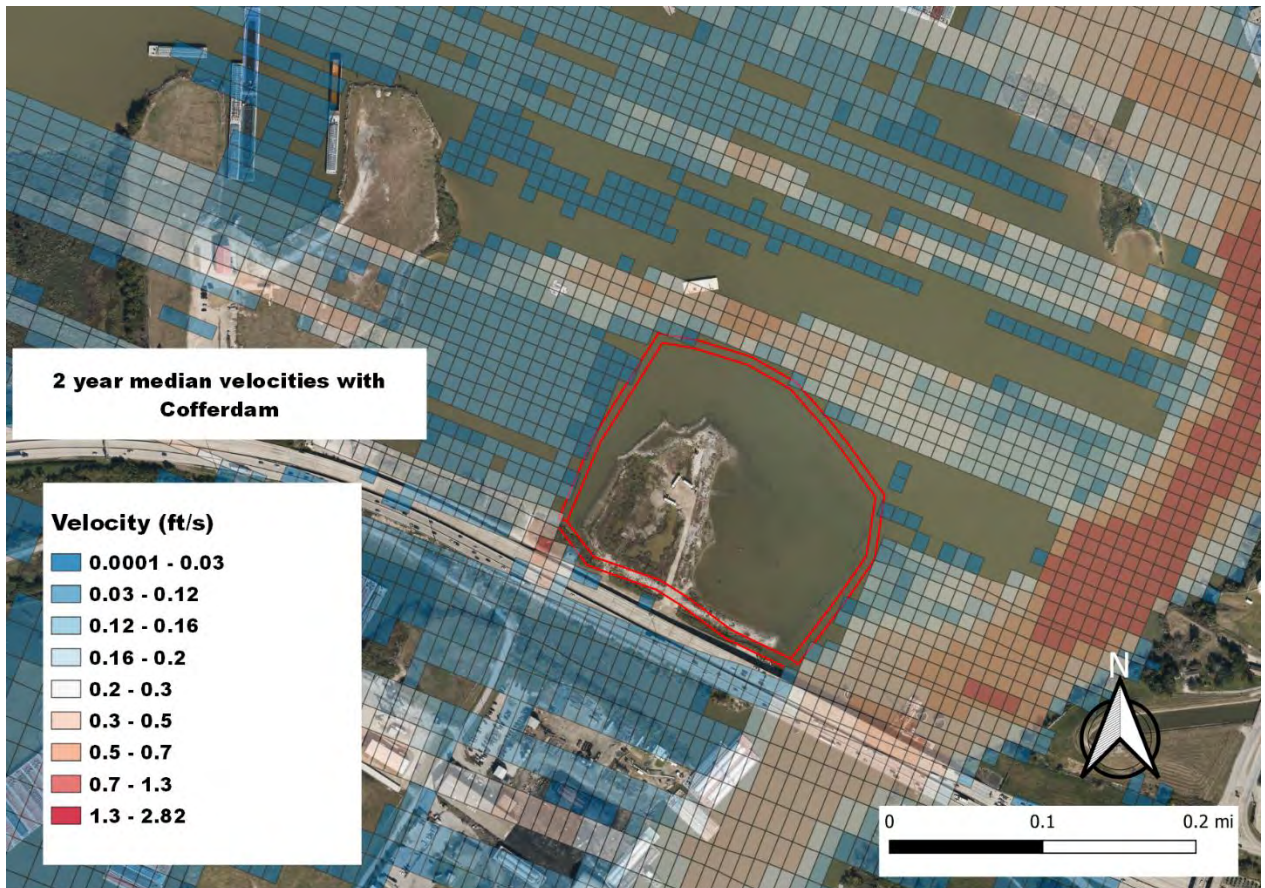 2 year median velocities with
Cofferdam
Velocity (ft/s)
0.0001 - 0.03
0.03 - 0.12
0.12 - 0.16
0.16 - 0.2
0.2 - 0.3
0.3 - 0.5
0.5 - 0.7
0.7 - 1.3
1.3 - 2.82
N
0 0.1 0.2 mi